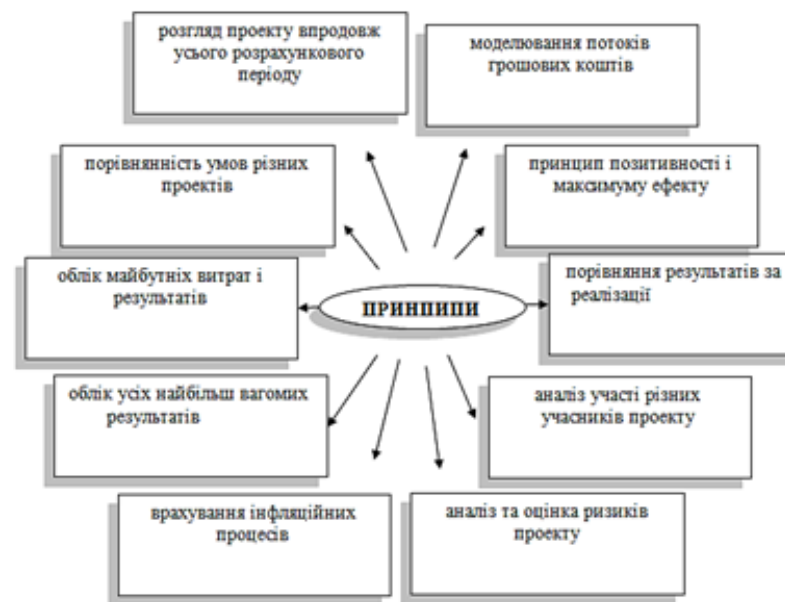 розгляд проекту впродовж
усього розрахункового
періоду
моделювання потоків
грошових коштів
порівнянність умов різних
проектів
принцип позитивності і
максимуму ефекту
облік майбутніх витрат і
результатів
ПРИНПИПИ
порівняння результатів за
реалізації
облік усіх найбільш вагомих
результатів
аналіз участі різних
учасників проекту
врахування інфляційних
процесів
аналіз та оцінка ризиків
проекту